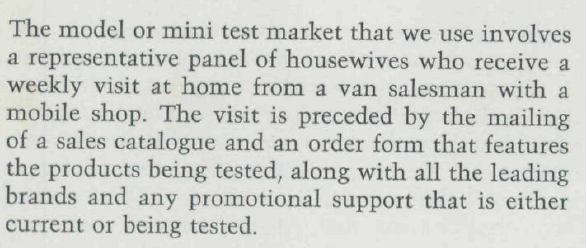 The model or mini test market that we use involves
a representative panel of housewives who receive a
weekly visit at home from a van salesman with a
mobile shop. The visit is preceded by the mailing
of a sales catalogue and an order form that features
the products being tested, along with all the leading
brands and any promotional support that is either
current or being tested.